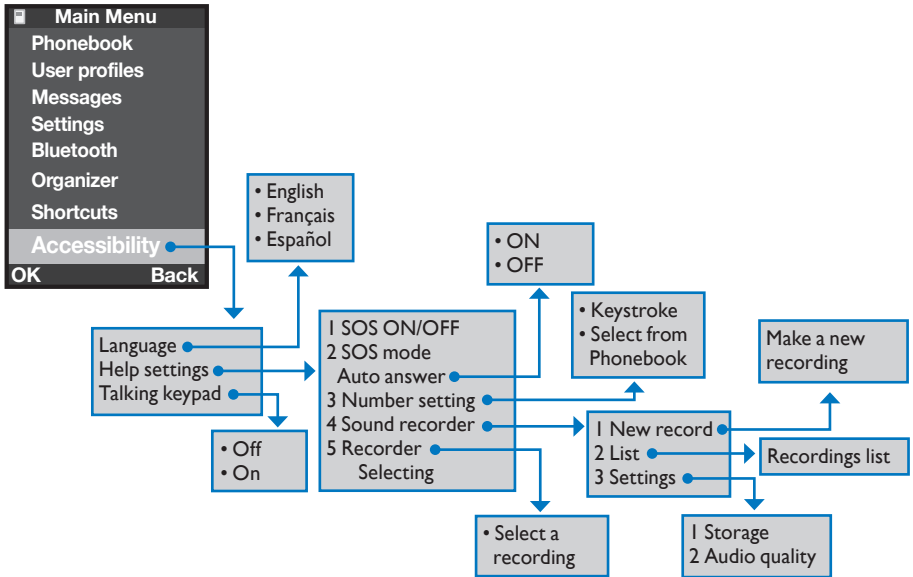 Main Menu
Phonebook
User profiles
Messages
Settings
Bluetooth
Organizer
Shortcuts
Accessibility
OK Back
• English
• Français
• Español
Language
Help settings
Talking keypad
• Off
• On
1 SOS ON/OFF
2 SOS mode
Auto answer
3 Number setting
4 Sound recorder
5 Recorder
Selecting
• ON
• OFF
• Keystroke
• Select from
Phonebook
1 New record
2 List
3 Settings
Make a new
recording
Recordings list
1 Storage
2 Audio quality
• Select a
recording